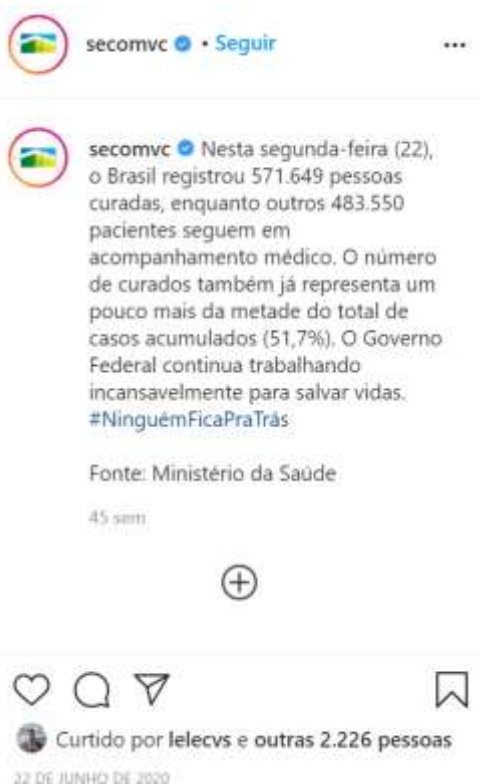 secomvc • Seguir
secomvc Nesta segunda-feira (22),
o Brasil registrou 571.649 pessoas
curadas, enquanto outros 483.550
pacientes seguem em
acompanhamento médico. O número
de curados também já representa um
pouco mais da metade do total de
casos acumulados (51,7%). O Governo
Federal continua trabalhando
incansavelmente para salvar vidas.
#NinguémFicaPraTrás
Fonte: Ministério da Saúde
45 sem
Curtido por lelecvs e outras 2.226 pessoas
22 DE JUNHO DE 2020